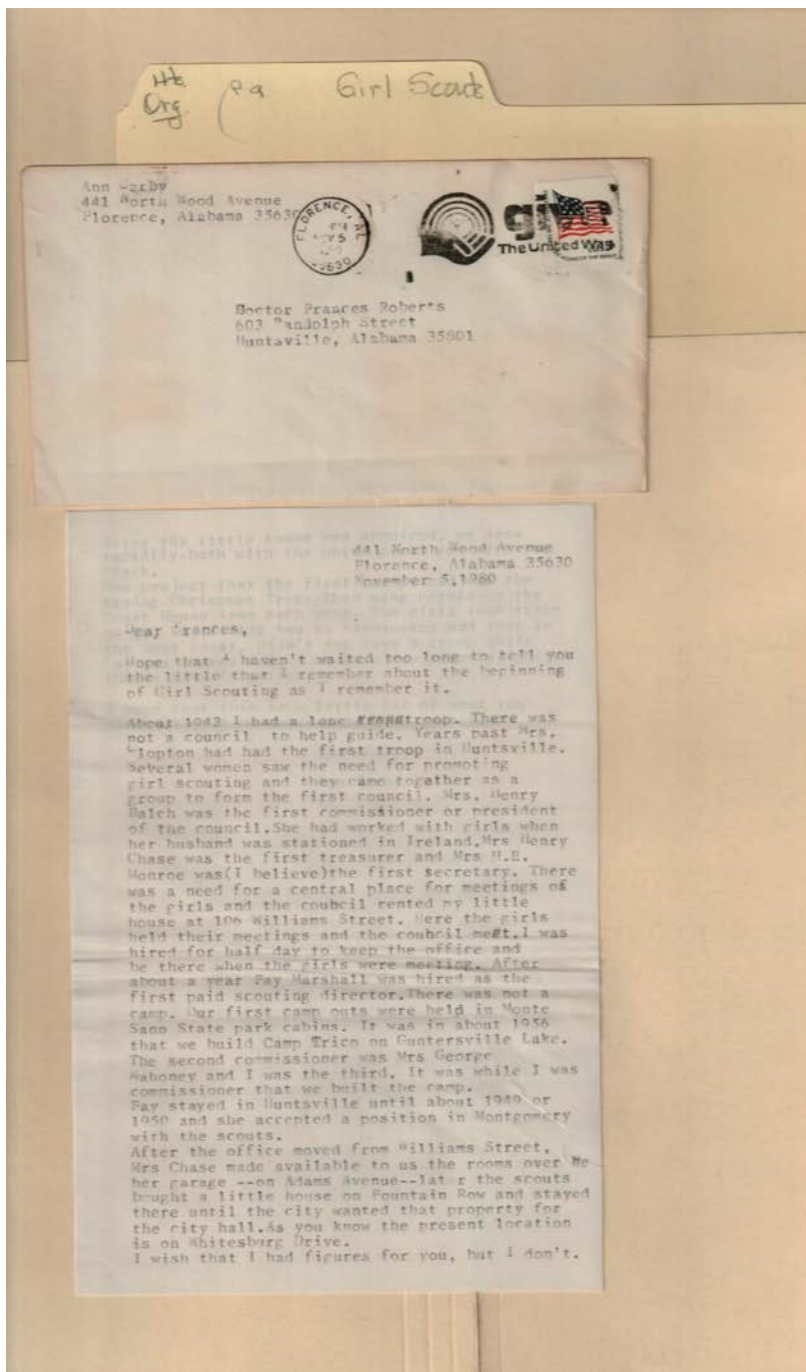 Hte
Org. Girl Scouts
Ann Darby
441 North Wood Avenue
Florence, Alabama 35630
FLORENCE, AL
PM
NOV 5
35630
The United Way
Doctor Frances Roberts
603 Randolph Street
Huntsville, Alabama 35801
441 North Wood Avenue
Florence, Alabama 35630
November 5,1980
Dear Frances,
Hope that I haven't waited too long to tell you
the little that I remember about the beginning
of Girl Scouting as I remember it.
About 1943 I had a lone troop. There was
not a council to help guide. Years past Mrs.
Clopton had had the first troop in Huntsville.
Several women saw the need for promoting
girl scouting and they came together as a
group to form the first council. Mrs. Henry
Balch was the first commissioner or president
of the council.She had worked with girls when
her husband was stationed in Ireland.Mrs Henry
Chase was the first treasurer and Mrs H.E.
Monroe was(I believe)the first secretary. There
was a need for a central place for meetings of
the girls and the coubcil rented my little
house at 106 Williams Street. Here the girls
held their meetings and the coubcil meet.I was
hired for half day to keep the office and
be there when the girls were meeting. After
about a year Fay Marshall was hired as the
first paid scouting director.There was not a
camp. Our first camp outs were held in Monte
Sano State park cabins. It was in about 1956
that we build Camp Trico on Guntersville Lake.
The second commissioner was Mrs George
Mahoney and I was the third. It was while I was
commissioner that we built the camp.
Fay stayed in Huntsville until about 1949 or
1950 and she accepted a position in Montgomery
with the scouts.
After the office moved from Williams Street,
Mrs Chase made available to us the rooms over
her garage --on Adams Avenue--lat r the scouts
bought a little house on Fountain Row and stayed
there until the city wanted that property for
the city hall.As you know the present location
is on Whitesburg Drive.
I wish that I had figures for you, but I don't.